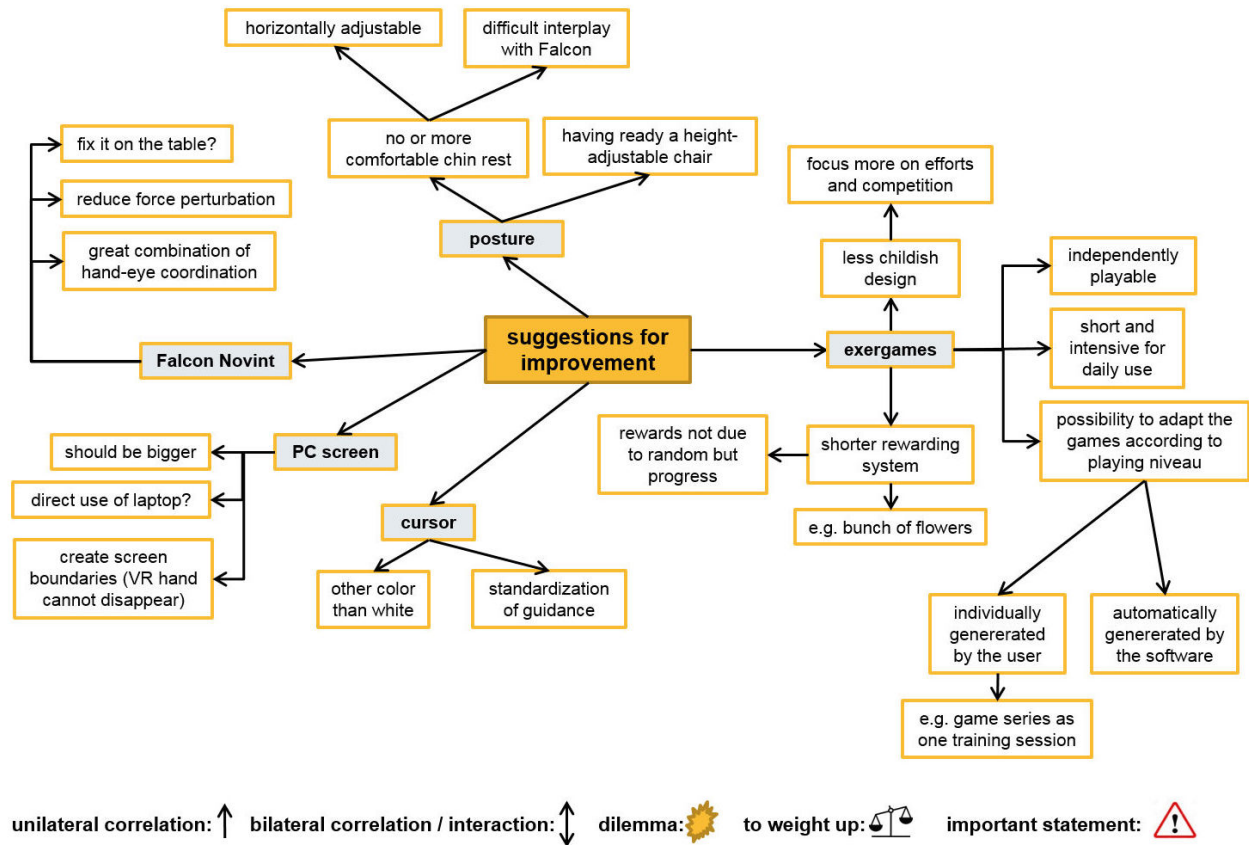 horizontally adjustable
difficult interplay
with Falcon
fix it on the table?
no or more
comfortable chin rest
having ready a height-
adjustable chair
focus more on efforts
and competition
reduce force perturbation
great combination of
hand-eye coordination
posture
less childish
design
independently
playable
suggestions for
improvement
Falcon Novint
exergames
short and
intensive for
daily use
should be bigger
PC screen
rewards not due
to random but
progress
shorter rewarding
system
possibility to adapt the
games according to
playing niveau
direct use of laptop?
cursor
e.g. bunch of flowers
create screen
boundaries (VR hand
cannot disappear)
other color
than white
standardization
of guidance
individually
genererated
by the user
automatically
genererated by
the software
e.g. game series as
one training session
unilateral correlation: bilateral correlation / interaction: dilemma: to weight up: important statement: